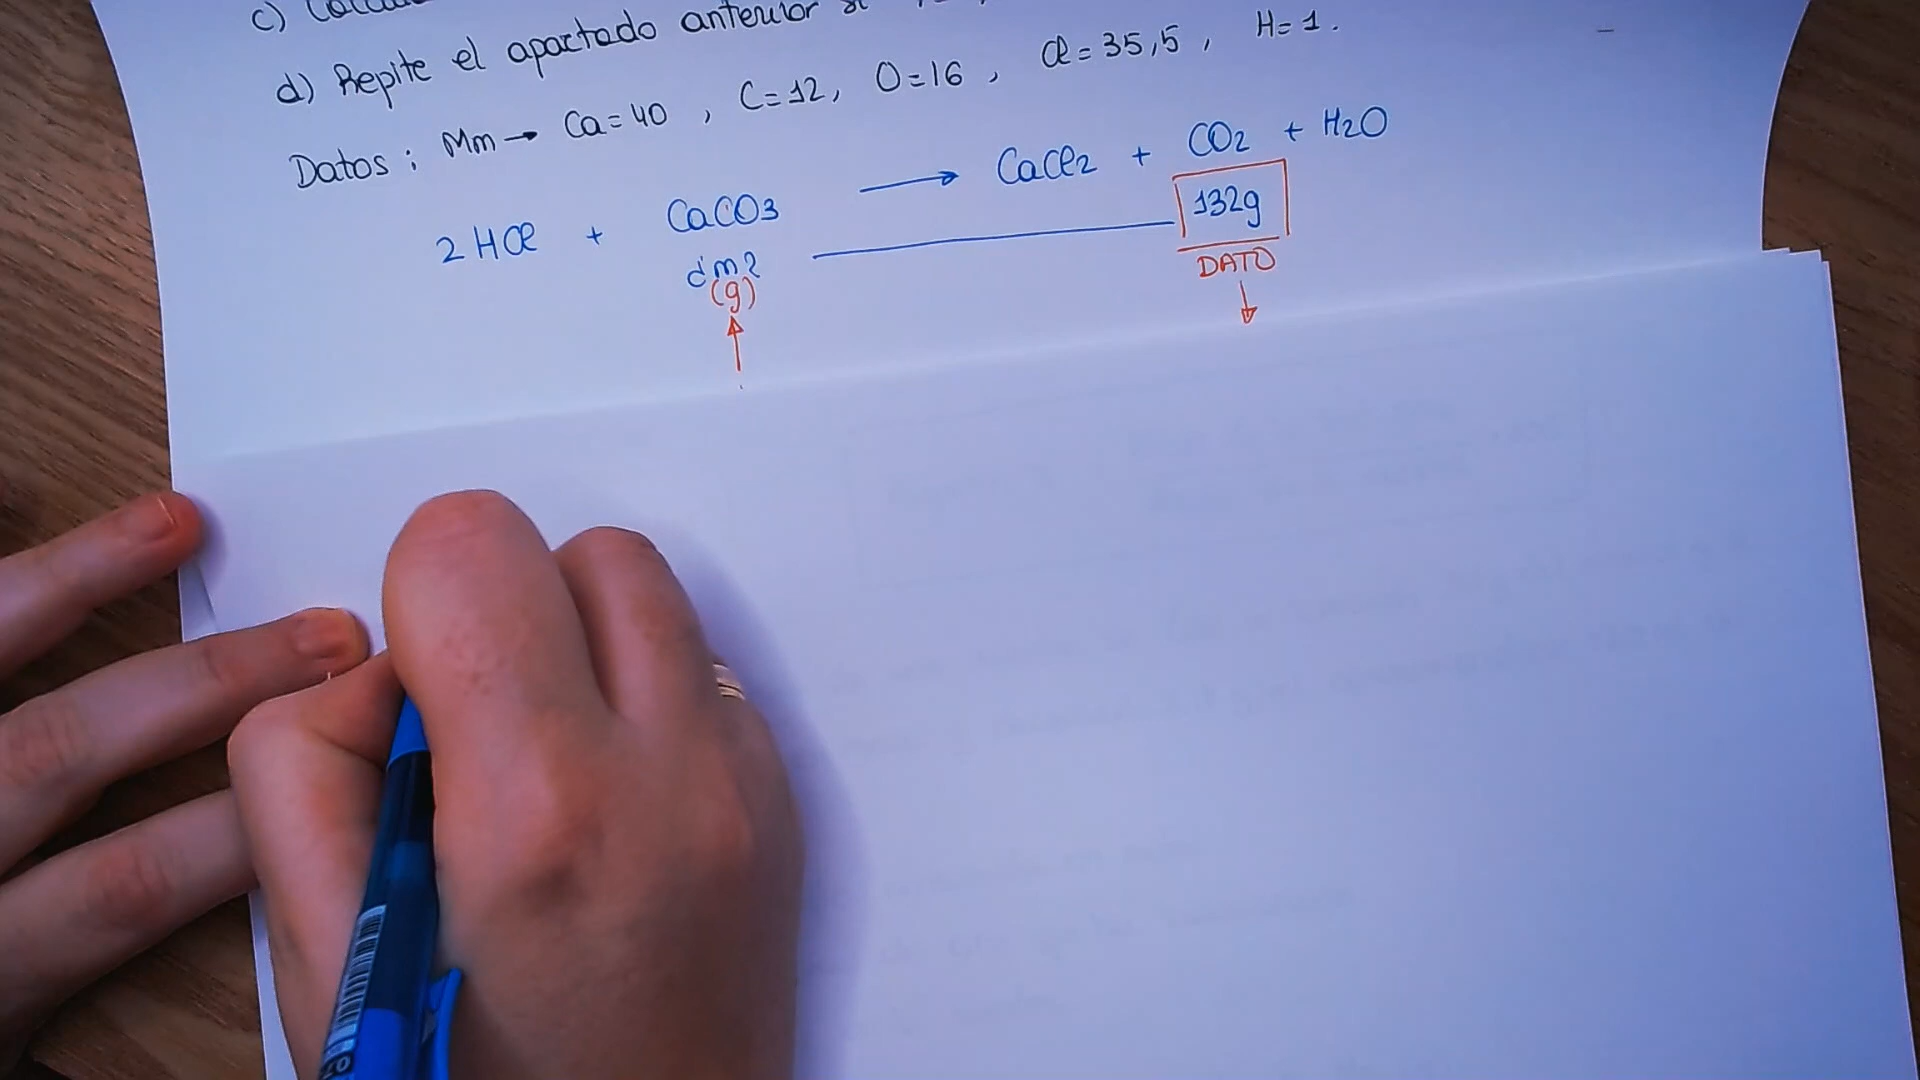 c)
d) Repite el apartado anterior si
Datos : Mm → Ca=40 , C=12, O=16 , Cl=35,5 , H=1.
2 HCl + CaCO3 → CaCl2 + CO2 + H2O
¿m? 132g
(g) DATO